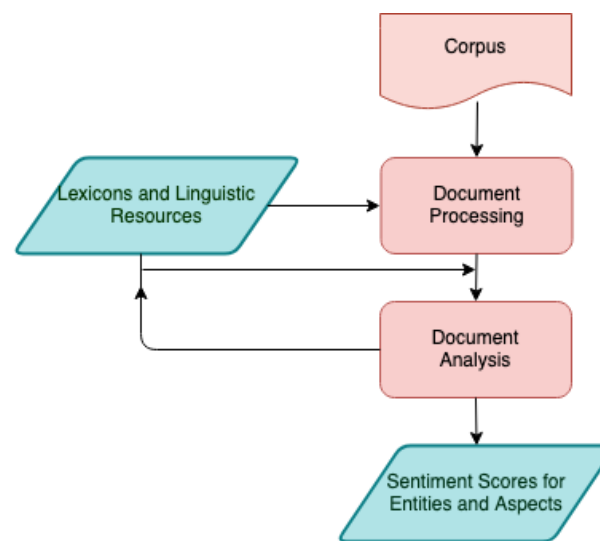 Corpus
Lexicons and Linguistic
Resources
Document
Processing
Document
Analysis
Sentiment Scores for
Entities and Aspects